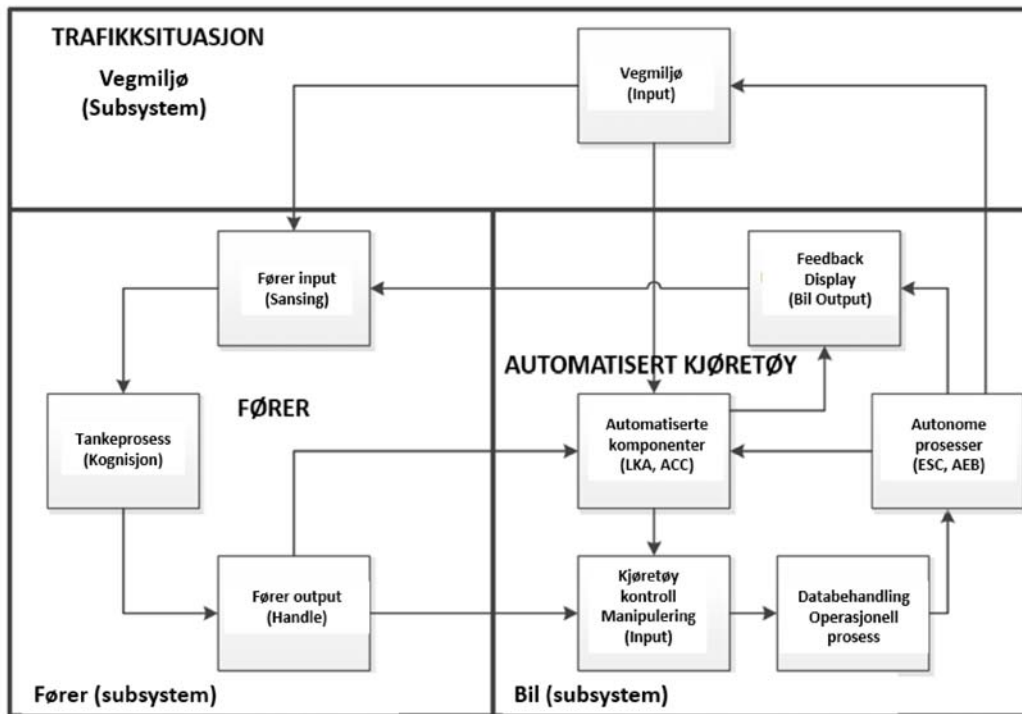 TRAFIKKSITUASJON
Vegmiljø
(Subsystem)
Vegmiljø
(Input)
Fører input
(Sansing)
Feedback
Display
(Bil Output)
AUTOMATISERT KJØRETØY
FØRER
Tankeprosess
(Kognisjon)
Automatiserte
komponenter
(LKA, ACC)
Autonome
prosesser
(ESC, AEB)
Fører output
(Handle)
Kjøretøy
kontroll
Manipulering
(Input)
Databehandling
Operasjonell
prosess
Fører (subsystem)
Bil (subsystem)